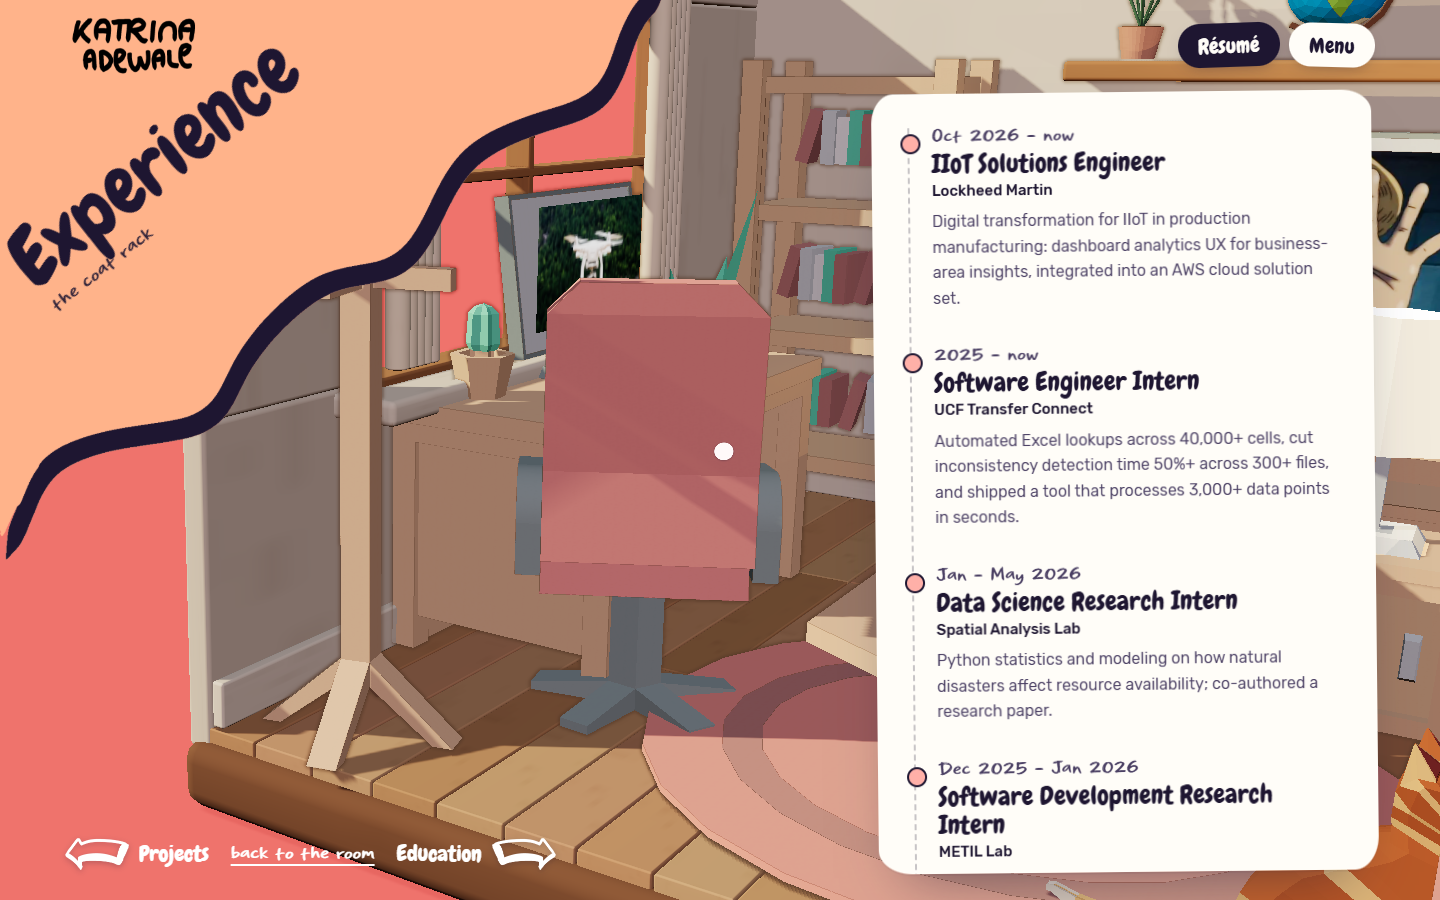 KATRINA
ADEWALE
Experience
the coat rack
Résumé
Menu
Oct 2026 - now
IIoT Solutions Engineer
Lockheed Martin
Digital transformation for IIoT in production
manufacturing: dashboard analytics UX for business-
area insights, integrated into an AWS cloud solution
set.
2025 - now
Software Engineer Intern
UCF Transfer Connect
Automated Excel lookups across 40,000+ cells, cut
inconsistency detection time 50%+ across 300+ files,
and shipped a tool that processes 3,000+ data points
in seconds.
Jan - May 2026
Data Science Research Intern
Spatial Analysis Lab
Python statistics and modeling on how natural
disasters affect resource availability; co-authored a
research paper.
Dec 2025 - Jan 2026
Software Development Research
Intern
METIL Lab
Projects
back to the room
Education